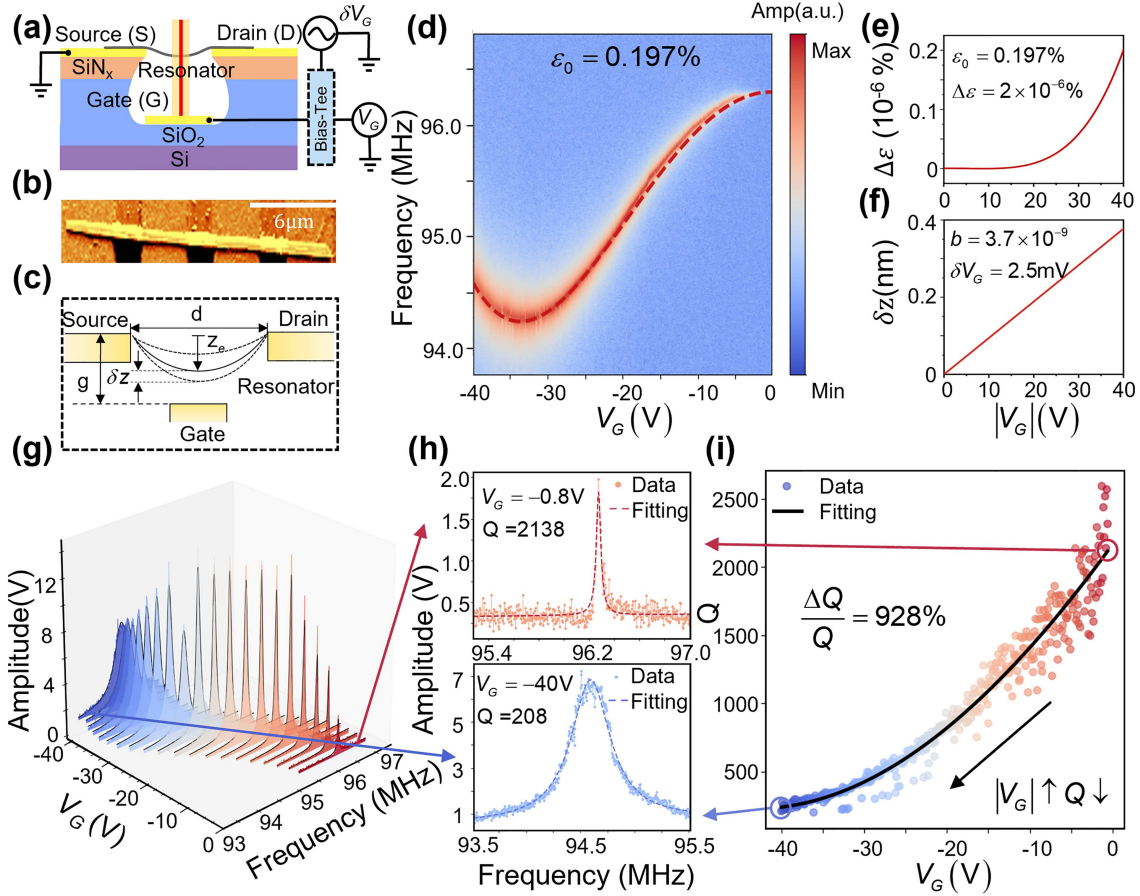 (a)
Source (S)
Drain (D)
δV_G
SiN_x
Resonator
Gate (G)
Bias-Tee
V_G
SiO_2
Si
(b)
6μm
(c)
Source
d
Drain
z_e
g
δz
Resonator
Gate
(d)
Amp(a.u.)
ε_0 = 0.197%
Max
Min
Frequency (MHz)
96.0
95.0
94.0
-40 -30 -20 -10 0
V_G (V)
(e)
ε_0 = 0.197%
Δε = 2×10^-6%
Δε (10^-6 %)
0.2
0.1
0
0 10 20 30 40
(f)
b = 3.7×10^-9
δV_G = 2.5mV
δz(nm)
0.4
0.2
0
0 10 20 30 40
|V_G| (V)
(g)
Amplitude(V)
12
8
4
0
-40
-30
-20
-10
0
V_G (V)
93
94
95
96
97
Frequency (MHz)
(h)
V_G = −0.8V
Q =2138
Data
Fitting
Amplitude (V)
2.0
1.5
1.0
0.5
95.4 96.2 97.0
V_G = −40V
Q =208
Data
Fitting
7
5
3
1
93.5 94.5 95.5
Frequency (MHz)
(i)
Data
Fitting
ΔQ
Q
= 928%
Q
2500
2000
1500
1000
500
|V_G| ↑ Q ↓
-40 -30 -20 -10 0
V_G (V)